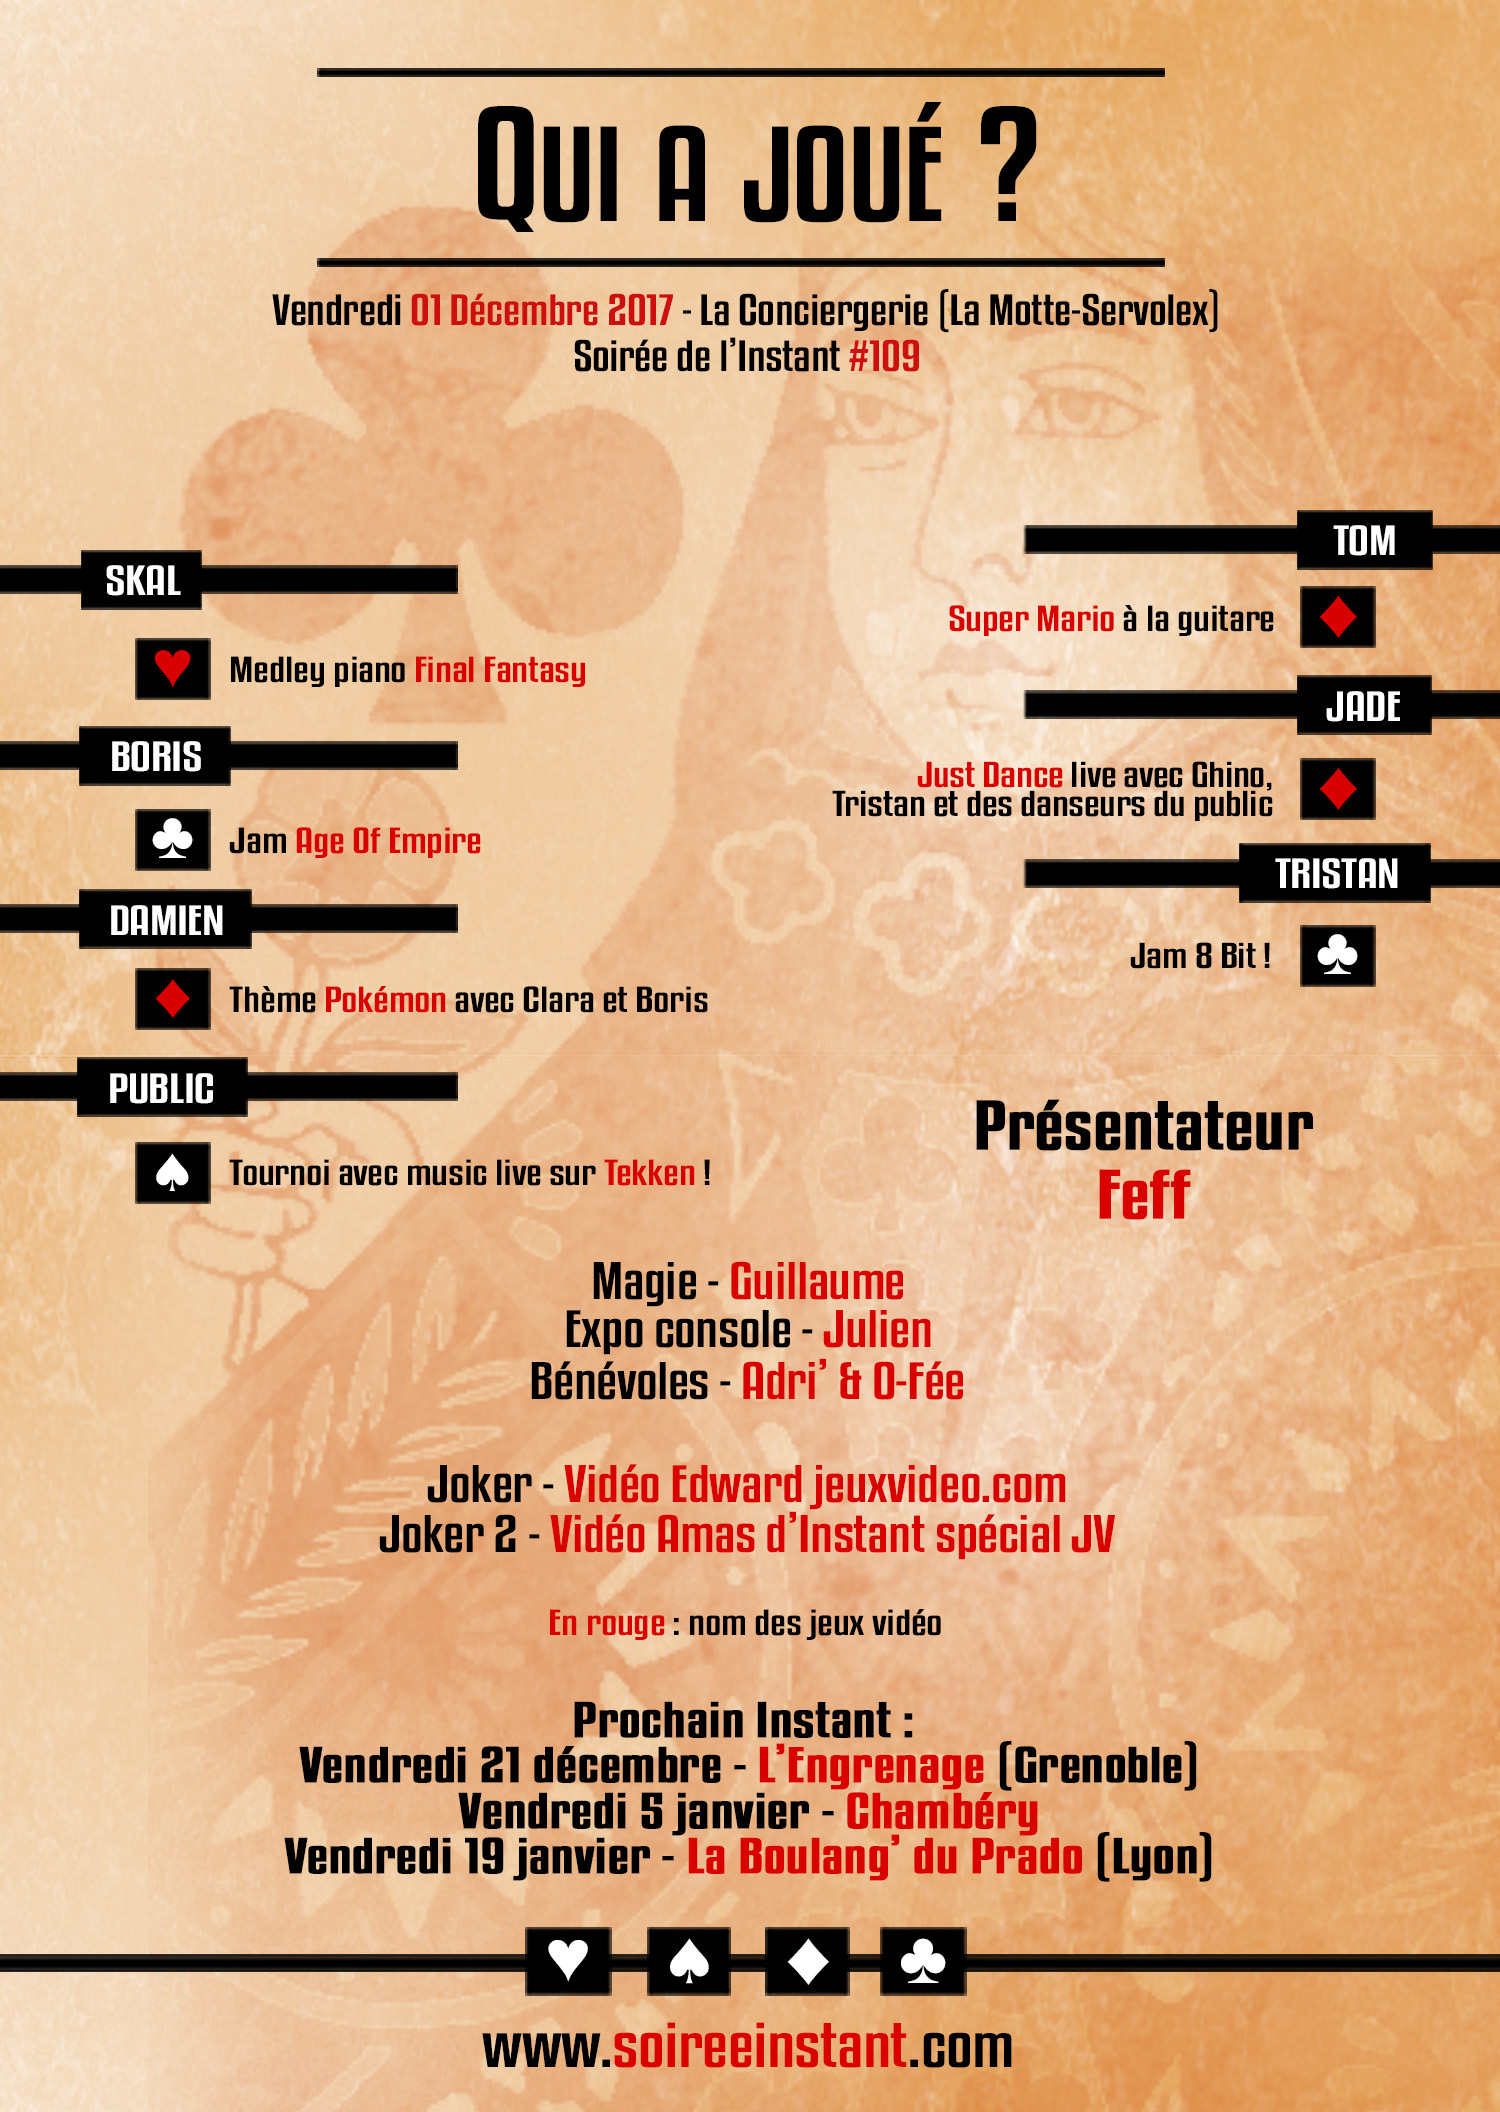 Qui a joué ?
Vendredi 01 Décembre 2017 - La Conciergerie (La Motte-Servolex)
Soirée de l'Instant #109
SKAL
Medley piano Final Fantasy
BORIS
Jam Age Of Empire
DAMIEN
Thème Pokémon avec Clara et Boris
PUBLIC
Tournoi avec music live sur Tekken !
TOM
Super Mario à la guitare
JADE
Just Dance live avec Ghino,
Tristan et des danseurs du public
TRISTAN
Jam 8 Bit !
Présentateur
Feff
Magie - Guillaume
Expo console - Julien
Bénévoles - Adri' & O-Fée
Joker - Vidéo Edward jeuxvideo.com
Joker 2 - Vidéo Amas d'Instant spécial JV
En rouge : nom des jeux vidéo
Prochain Instant :
Vendredi 21 décembre - L'Engrenage (Grenoble)
Vendredi 5 janvier - Chambéry
Vendredi 19 janvier - La Boulang' du Prado (Lyon)
www.soireeinstant.com